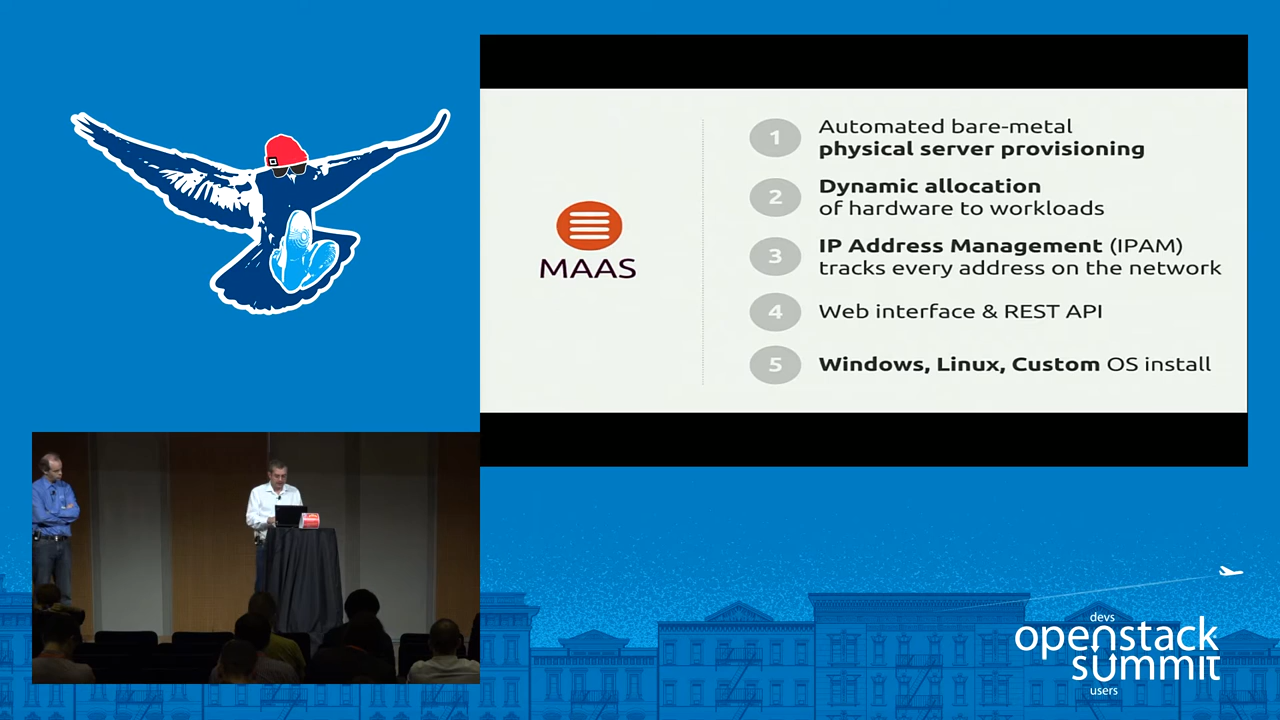 MAAS
1 Automated bare-metal
physical server provisioning
2 Dynamic allocation
of hardware to workloads
3 IP Address Management (IPAM)
tracks every address on the network
4 Web interface & REST API
5 Windows, Linux, Custom OS install
devs
openstack
summit
users